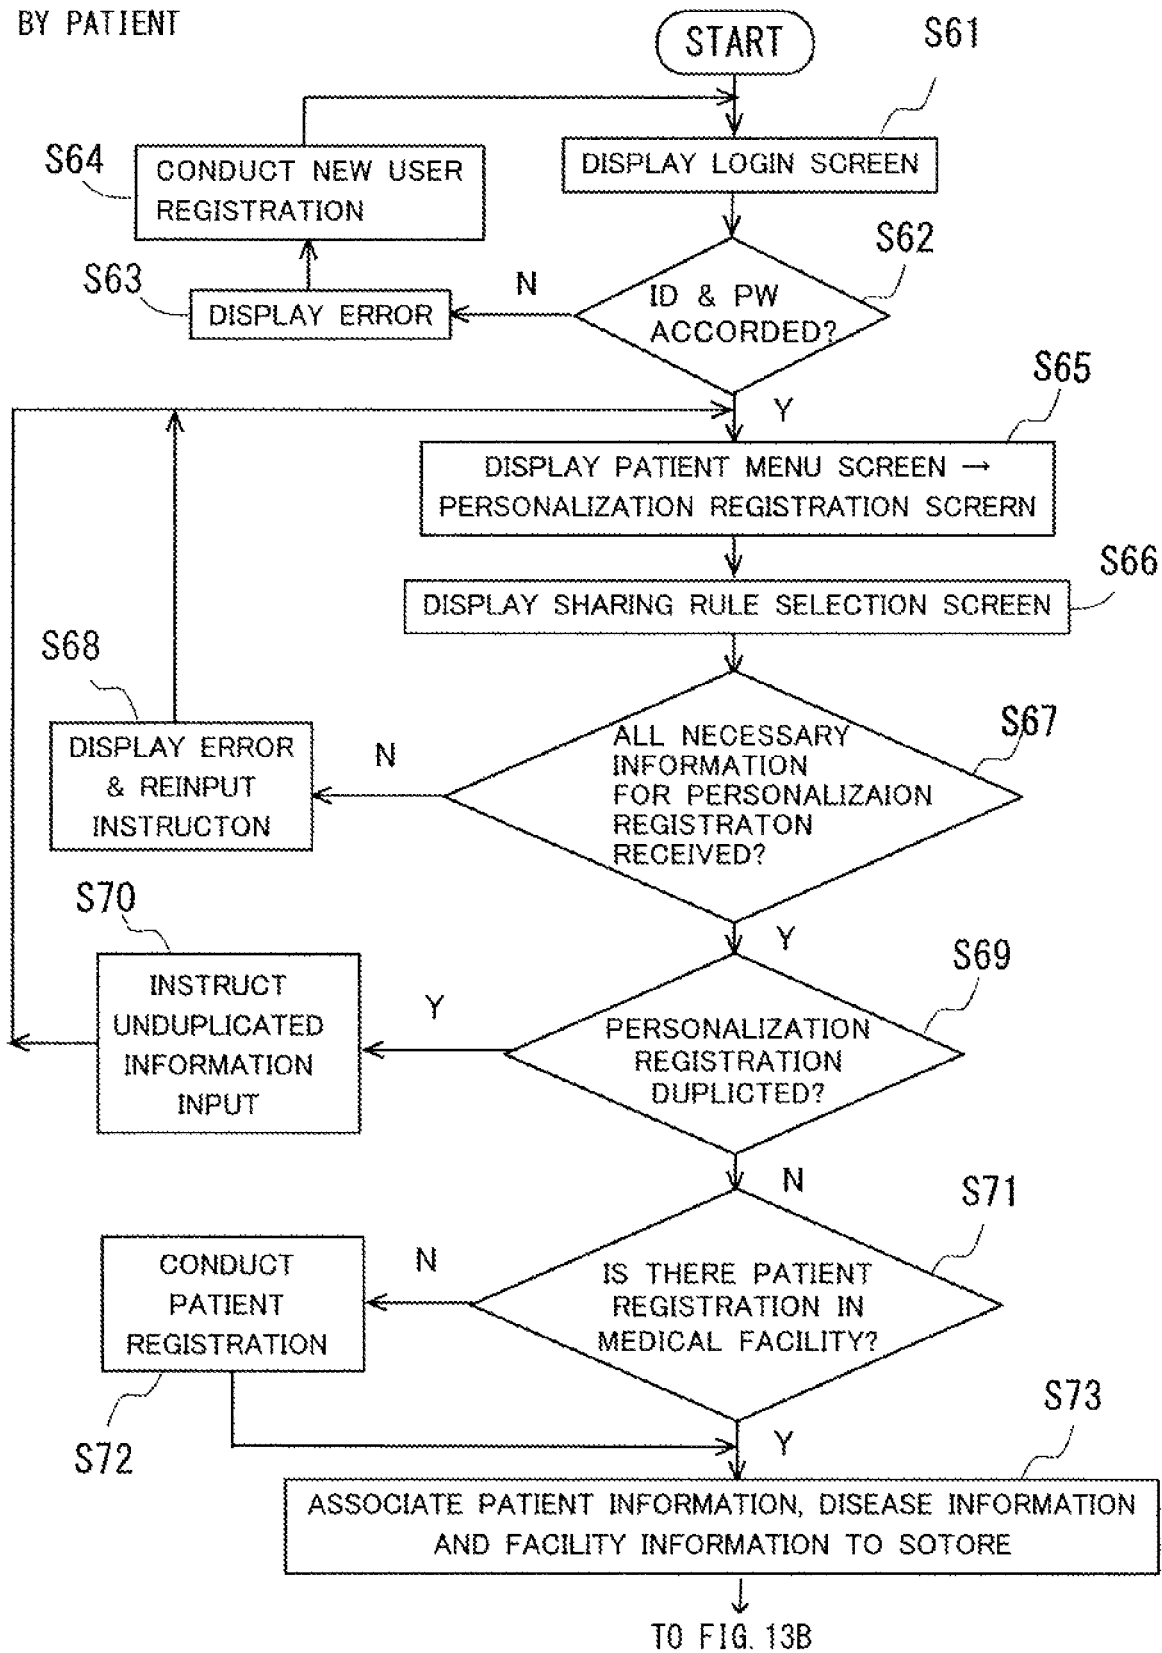 BY PATIENT
START
S61
DISPLAY LOGIN SCREEN
S64
CONDUCT NEW USER
REGISTRATION
S62
ID & PW
ACCORDED?
N
S63
DISPLAY ERROR
Y
S65
DISPLAY PATIENT MENU SCREEN →
PERSONALIZATION REGISTRATION SCRERN
S66
DISPLAY SHARING RULE SELECTION SCREEN
S67
ALL NECESSARY
INFORMATION
FOR PERSONALIZAION
REGISTRATON
RECEIVED?
N
S68
DISPLAY ERROR
& REINPUT
INSTRUCTON
Y
S69
PERSONALIZATION
REGISTRATION
DUPLICTED?
Y
S70
INSTRUCT
UNDUPLICATED
INFORMATION
INPUT
N
S71
IS THERE PATIENT
REGISTRATION IN
MEDICAL FACILITY?
N
CONDUCT
PATIENT
REGISTRATION
S72
Y
S73
ASSOCIATE PATIENT INFORMATION, DISEASE INFORMATION
AND FACILITY INFORMATION TO SOTORE
TO FIG. 13B